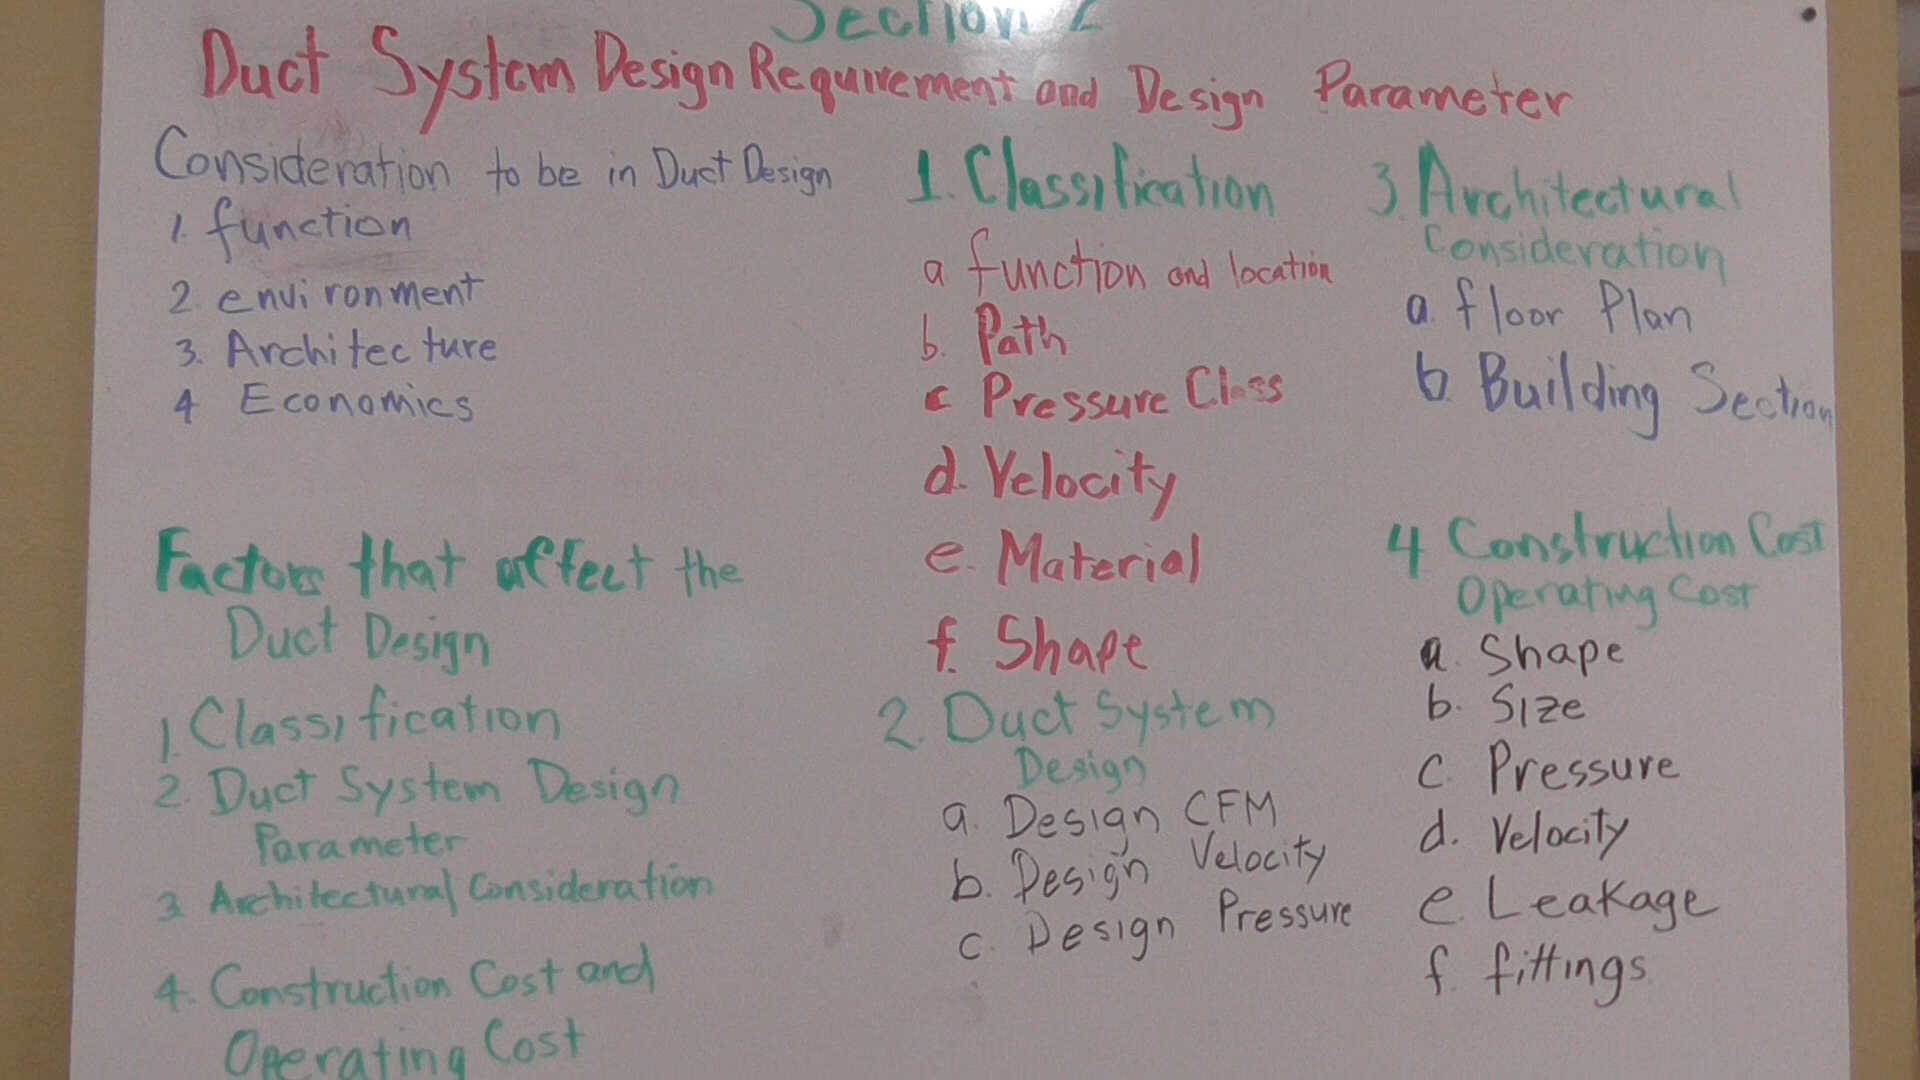 Section 2
Duct System Design Requirement and Design Parameter
Consideration to be in Duct Design
1. function
2. environment
3. Architecture
4 Economics
Factors that affect the
Duct Design
1. Classification
2. Duct System Design
Parameter
3. Architectural Consideration
4. Construction Cost and
Operating Cost
1. Classification
a function and location
b. Path
c Pressure Class
d. Velocity
e. Material
f. Shape
2. Duct System
Design
a. Design CFM
b. Design Velocity
c. Design Pressure
3. Architectural
Consideration
a. floor Plan
b. Building Section
4 Construction Cost
Operating Cost
a. Shape
b. Size
c. Pressure
d. Velocity
e. Leakage
f. fittings.